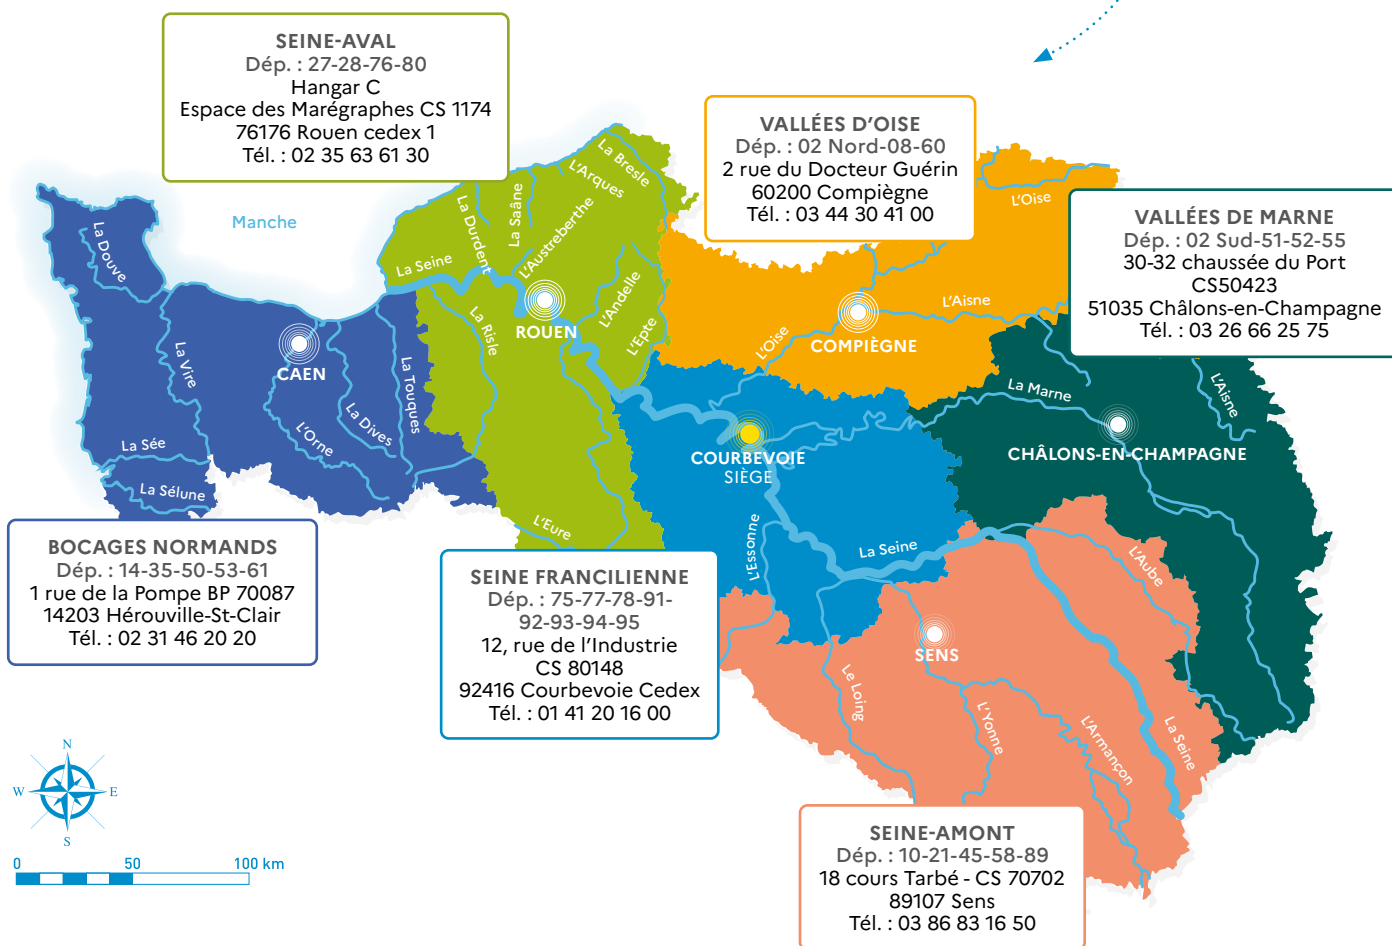 SEINE-AVAL
Dép. : 27-28-76-80
Hangar C
Espace des Marégraphes CS 1174
76176 Rouen cedex 1
Tél. : 02 35 63 61 30
VALLÉES D'OISE
Dép. : 02 Nord-08-60
2 rue du Docteur Guérin
60200 Compiègne
Tél. : 03 44 30 41 00
VALLÉES DE MARNE
Dép. : 02 Sud-51-52-55
30-32 chaussée du Port
CS50423
51035 Châlons-en-Champagne
Tél. : 03 26 66 25 75
Manche
La Douve
La Vire
La Sée
La Sélune
CAEN
L'Orne
La Dives
La Touques
La Seine
La Durdent
La Saâne
L'Austreberthe
L'Arques
La Bresle
ROUEN
La Risle
L'Andelle
L'Epte
L'Eure
L'Oise
L'Aisne
L'Oise
COMPIÈGNE
La Marne
L'Aisne
CHÂLONS-EN-CHAMPAGNE
COURBEVOIE
SIÈGE
L'Essonne
La Seine
L'Aube
SENS
Le Loing
L'Yonne
L'Armançon
La Seine
BOCAGES NORMANDS
Dép. : 14-35-50-53-61
1 rue de la Pompe BP 70087
14203 Hérouville-St-Clair
Tél. : 02 31 46 20 20
SEINE FRANCILIENNE
Dép. : 75-77-78-91-
92-93-94-95
12, rue de l'Industrie
CS 80148
92416 Courbevoie Cedex
Tél. : 01 41 20 16 00
SEINE-AMONT
Dép. : 10-21-45-58-89
18 cours Tarbé - CS 70702
89107 Sens
Tél. : 03 86 83 16 50
N
W E
S
0 50 100 km